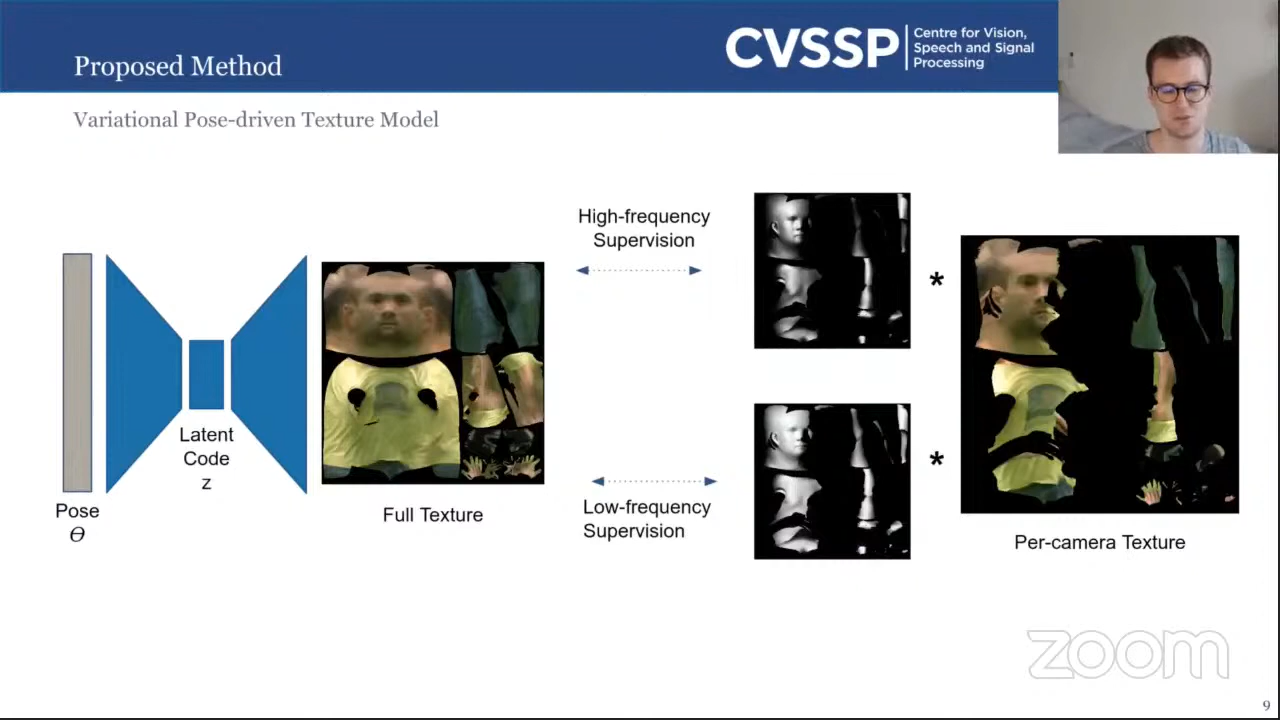 Proposed Method
CVSSP
Centre for Vision,
Speech and Signal
Processing
Variational Pose-driven Texture Model
High-frequency
Supervision
*
Latent
Code
z
Pose
ϴ
Full Texture
Low-frequency
Supervision
*
Per-camera Texture
zoom
9